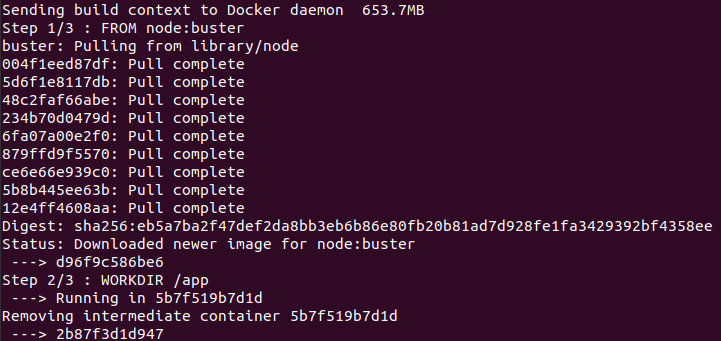 Sending build context to Docker daemon  653.7MB
Step 1/3 : FROM node:buster
buster: Pulling from library/node
004f1eed87df: Pull complete
5d6f1e8117db: Pull complete
48c2faf66abe: Pull complete
234b70d0479d: Pull complete
6fa07a00e2f0: Pull complete
879ffd9f5570: Pull complete
ce6e66e939c0: Pull complete
5b8b445ee63b: Pull complete
12e4ff4608aa: Pull complete
Digest: sha256:eb5a7ba2f47def2da8bb3eb6b86e80fb20b81ad7d928fe1fa3429392bf4358ee
Status: Downloaded newer image for node:buster
 ---> d96f9c586be6
Step 2/3 : WORKDIR /app
 ---> Running in 5b7f519b7d1d
Removing intermediate container 5b7f519b7d1d
 ---> 2b87f3d1d947